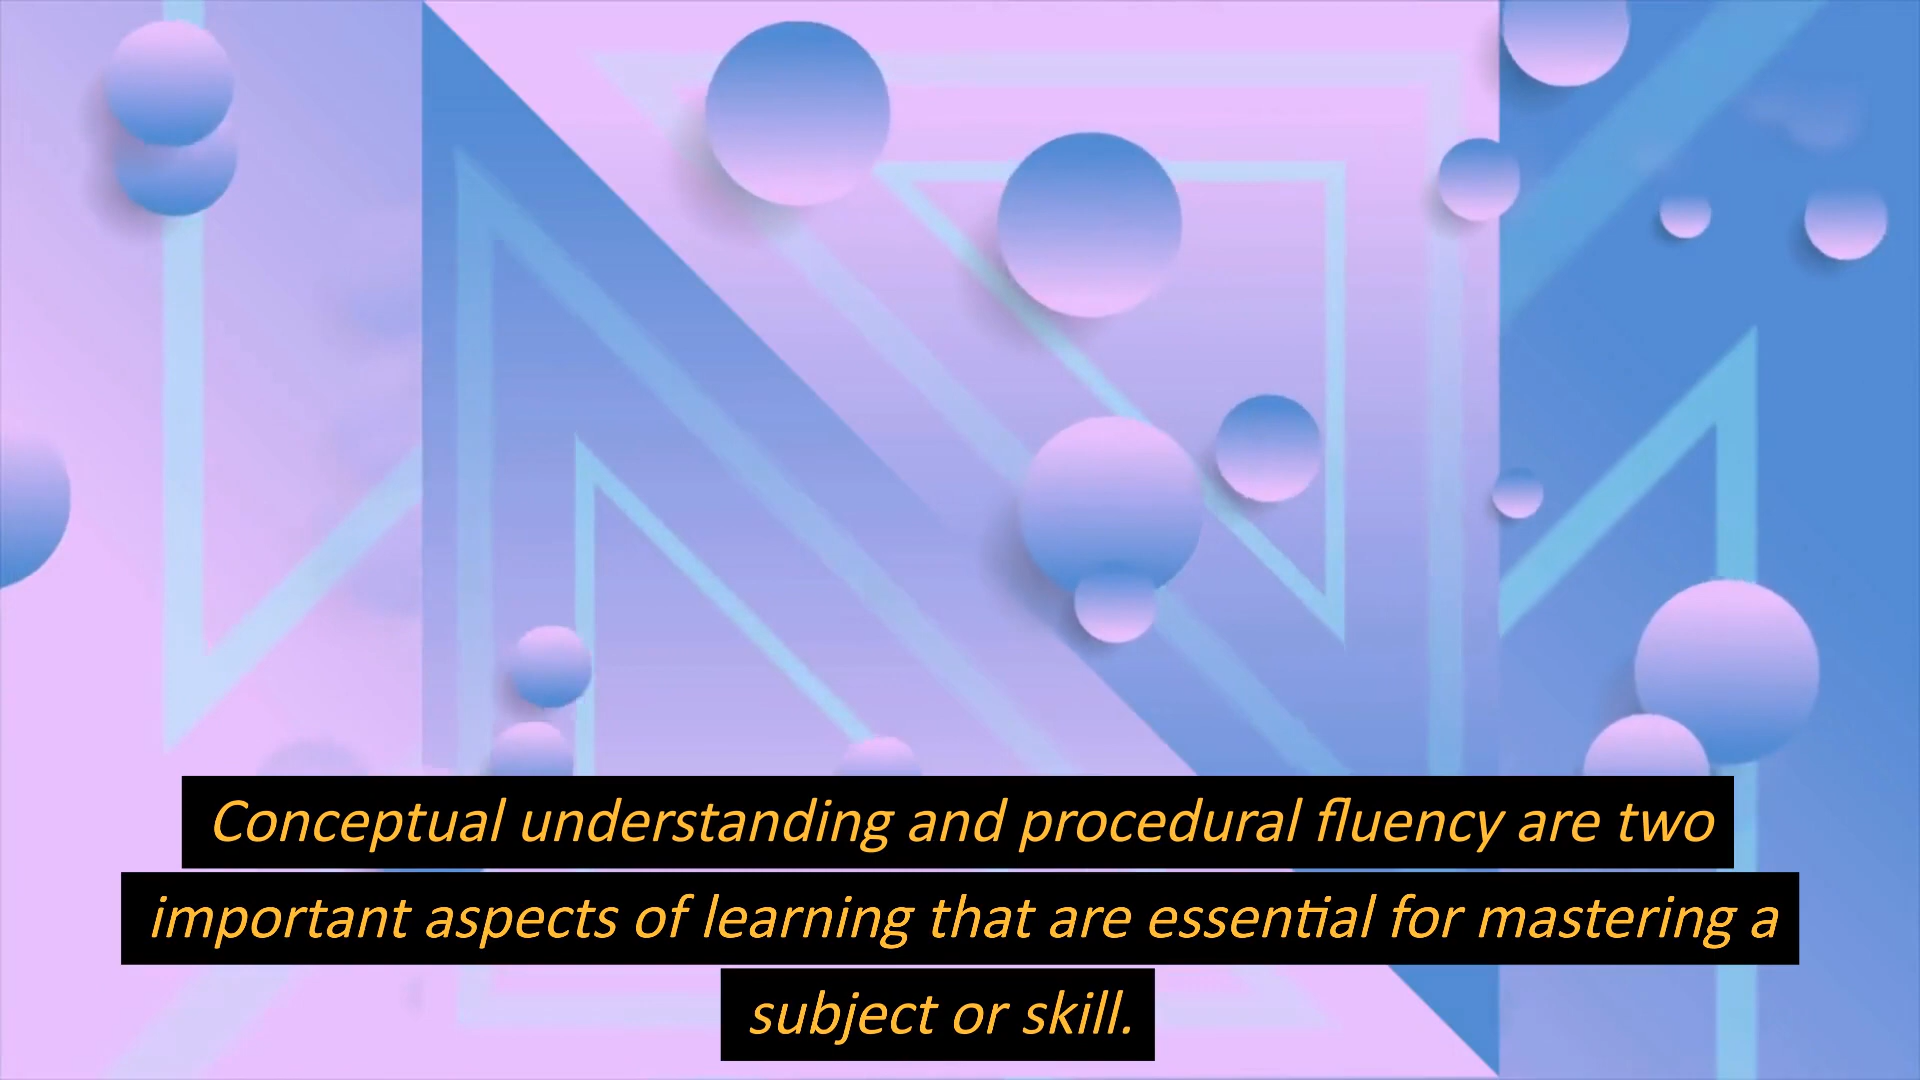 Conceptual understanding and procedural fluency are two
important aspects of learning that are essential for mastering a
subject or skill.